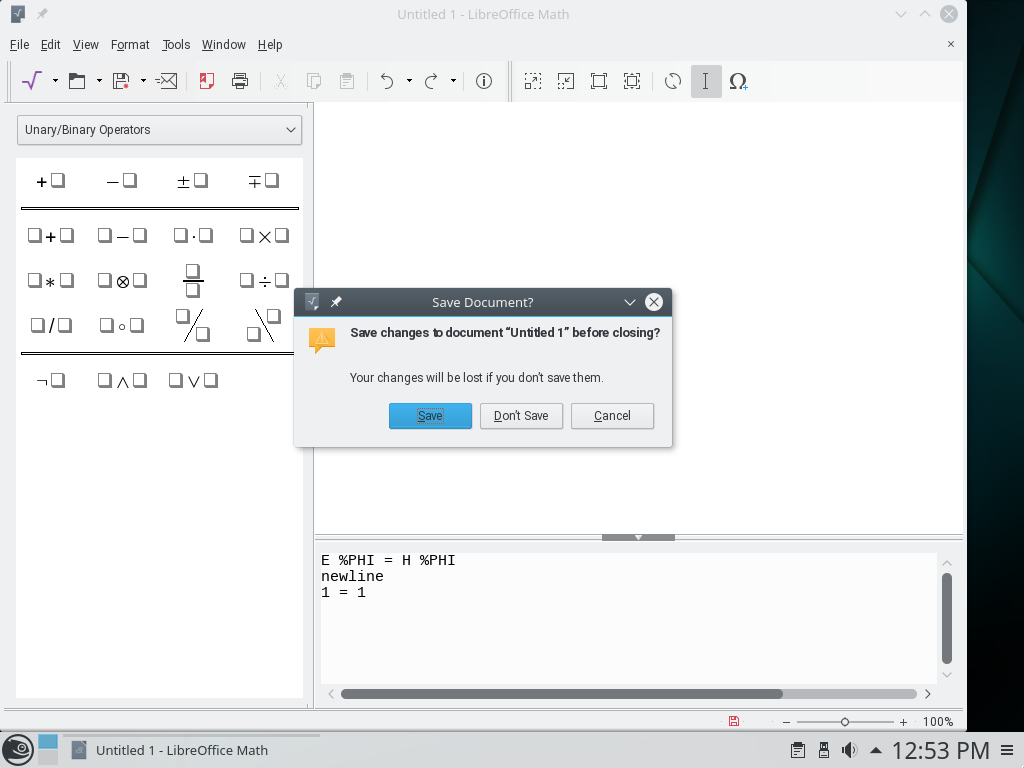 Untitled 1 - LibreOffice Math
File Edit View Format Tools Window Help
Unary/Binary Operators
Save Document?
Save changes to document “Untitled 1” before closing?
Your changes will be lost if you don’t save them.
Save Don’t Save Cancel
E %PHI = H %PHI
newline
1 = 1
100%
Untitled 1 - LibreOffice Math
12:53 PM